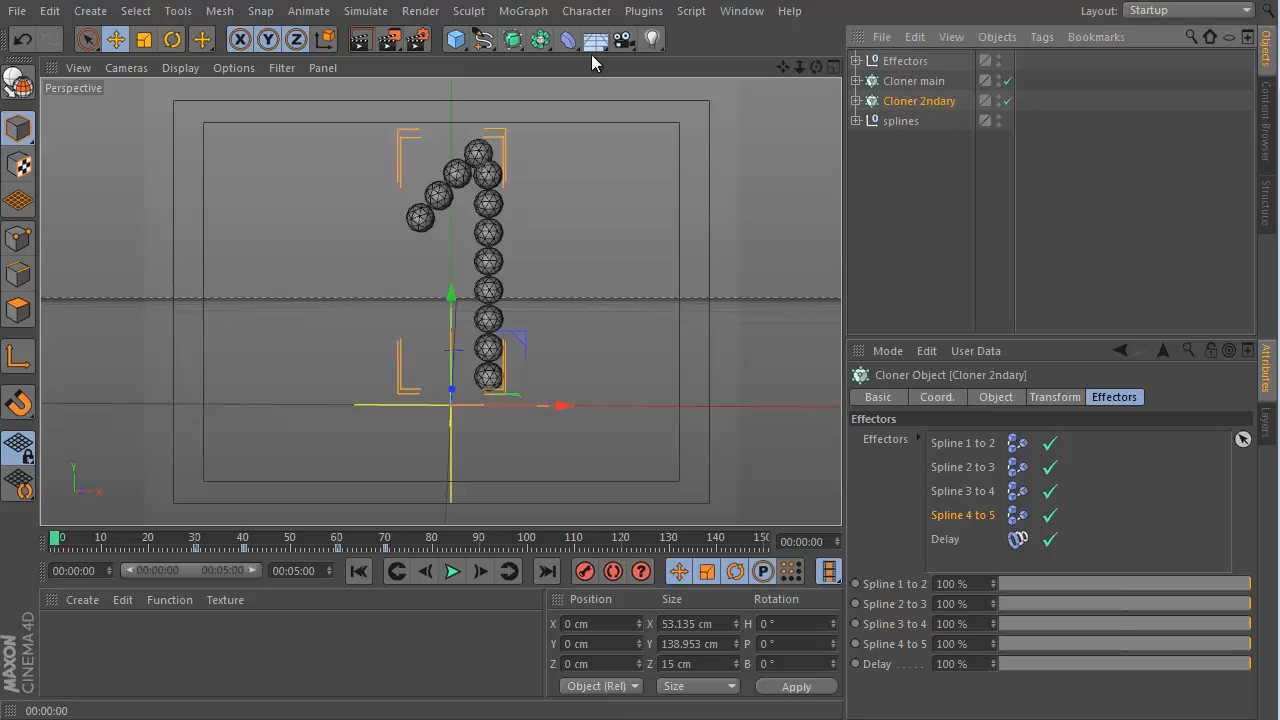 File Edit Create Select Tools Mesh Snap Animate Simulate Render Sculpt MoGraph Character Plugins Script Window Help Layout: Startup
X Y Z
File Edit View Objects Tags Bookmarks
View Cameras Display Options Filter Panel
Perspective
Effectors
Cloner main
Cloner 2ndary
splines
Objects
Content Browser
Structure
Mode Edit User Data
Cloner Object [Cloner 2ndary]
Basic Coord. Object Transform Effectors
Effectors
Effectors
Spline 1 to 2
Spline 2 to 3
Spline 3 to 4
Spline 4 to 5
Delay
Spline 1 to 2 100 %
Spline 2 to 3 100 %
Spline 3 to 4 100 %
Spline 4 to 5 100 %
Delay ..... 100 %
Attributes
Layers
Y
X
0 10 20 30 40 50 60 70 80 90 100 110 120 130 140 150 00:00:00
00:00:00 00:00:00 05:00:00 00:05:00
P
Create Edit Function Texture
Position Size Rotation
X 0 cm X 53.135 cm H 0 °
Y 0 cm Y 138.953 cm P 0 °
Z 0 cm Z 15 cm B 0 °
Object (Rel) Size Apply
MAXON
CINEMA 4D
00:00:00